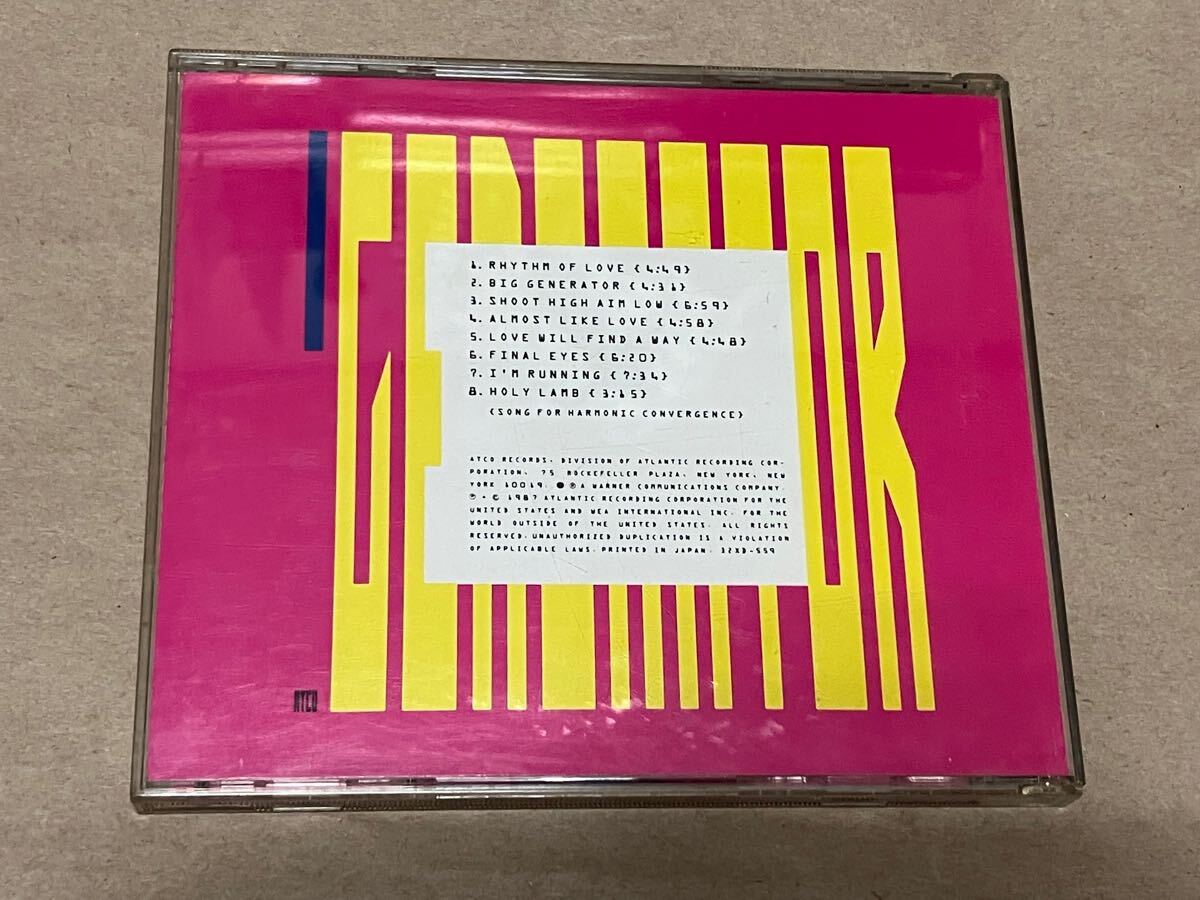 GENERATOR
1. RHYTHM OF LOVE {4:49}
2. BIG GENERATOR {4:31}
3. SHOOT HIGH AIM LOW {6:59}
4. ALMOST LIKE LOVE {4:58}
5. LOVE WILL FIND A WAY {4:48}
6. FINAL EYES {6:20}
7. I'M RUNNING {7:34}
8. HOLY LAMB {3:15}
{SONG FOR HARMONIC CONVERGENCE}
ATCO RECORDS, DIVISION OF ATLANTIC RECORDING COR-
PORATION, 75 ROCKEFELLER PLAZA, NEW YORK, NEW
YORK 10019. ● ℗ A WARNER COMMUNICATIONS COMPANY.
℗ + © 1987 ATLANTIC RECORDING CORPORATION FOR THE
UNITED STATES AND WEA INTERNATIONAL INC. FOR THE
WORLD OUTSIDE OF THE UNITED STATES. ALL RIGHTS
RESERVED. UNAUTHORIZED DUPLICATION IS A VIOLATION
OF APPLICABLE LAWS. PRINTED IN JAPAN. 32XD-559
ATCO